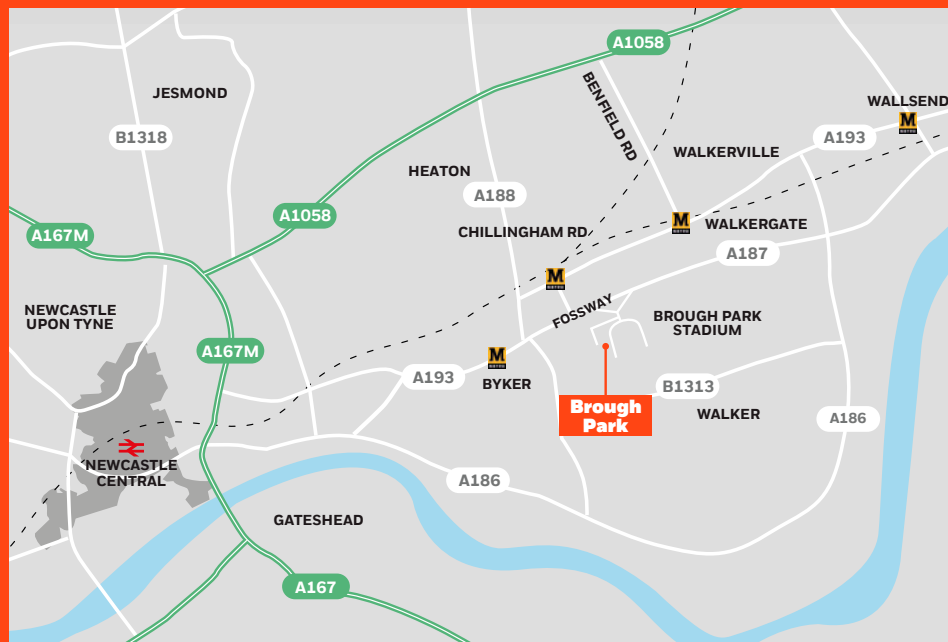 A1058
JESMOND
BENFIELD RD
WALLSEND
M
B1318
A193
WALKERVILLE
HEATON
A188
A1058
M
WALKERGATE
A167M
CHILLINGHAM RD
A187
M
NEWCASTLE
UPON TYNE
FOSSWAY
BROUGH PARK
STADIUM
A167M
M
A193
BYKER
B1313
Brough
Park
WALKER
A186
NEWCASTLE
CENTRAL
A186
GATESHEAD
A167